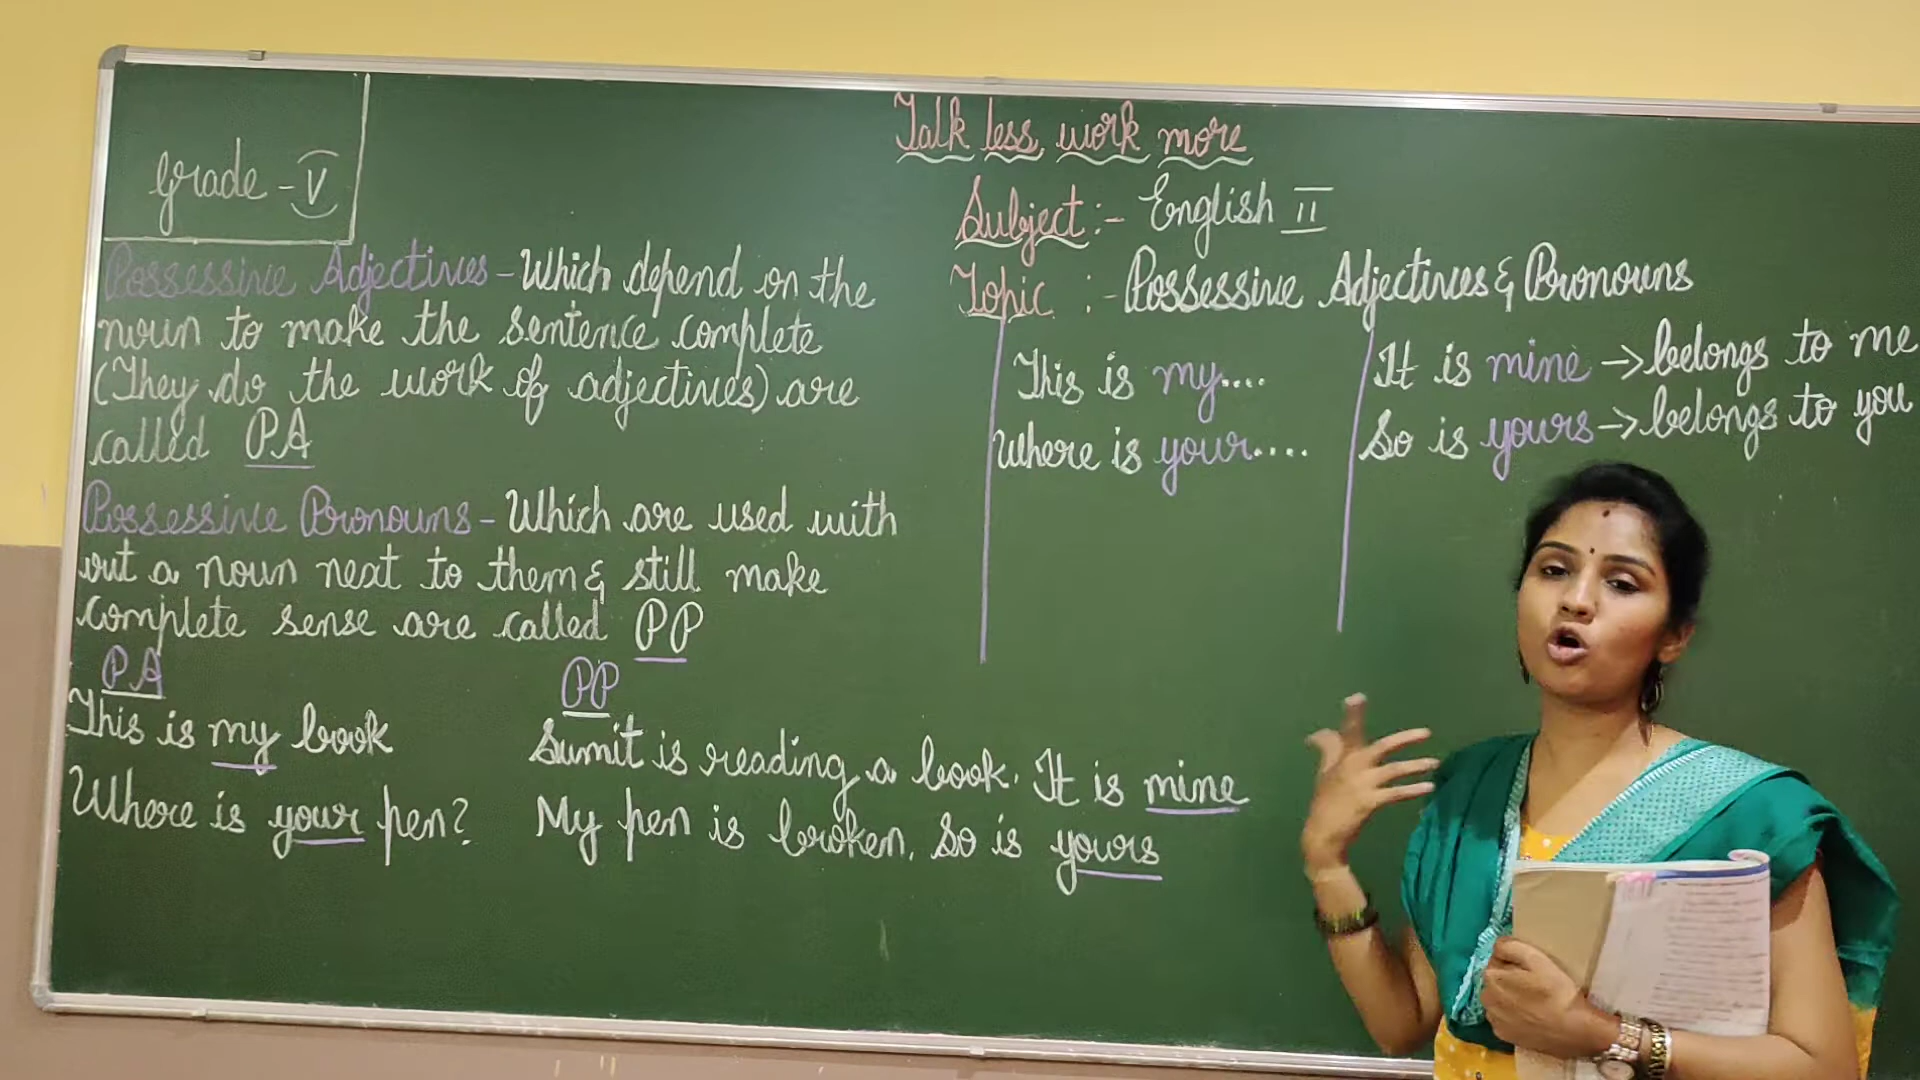 Grade - V
Talk less, work more
Subject :- English II
Topic :- Possessive Adjectives & Pronouns
Possessive Adjectives - Which depend on the
noun to make the sentence complete
(They do the work of adjectives) are
called PA
Possessive Pronouns - Which are used with
out a noun next to them & still make
complete sense are called PP
PA
This is my book
Where is your pen?
PP
Sumit is reading a book. It is mine
My pen is broken. So is yours
This is my....
Where is your....
It is mine → belongs to me
So is yours → belongs to you